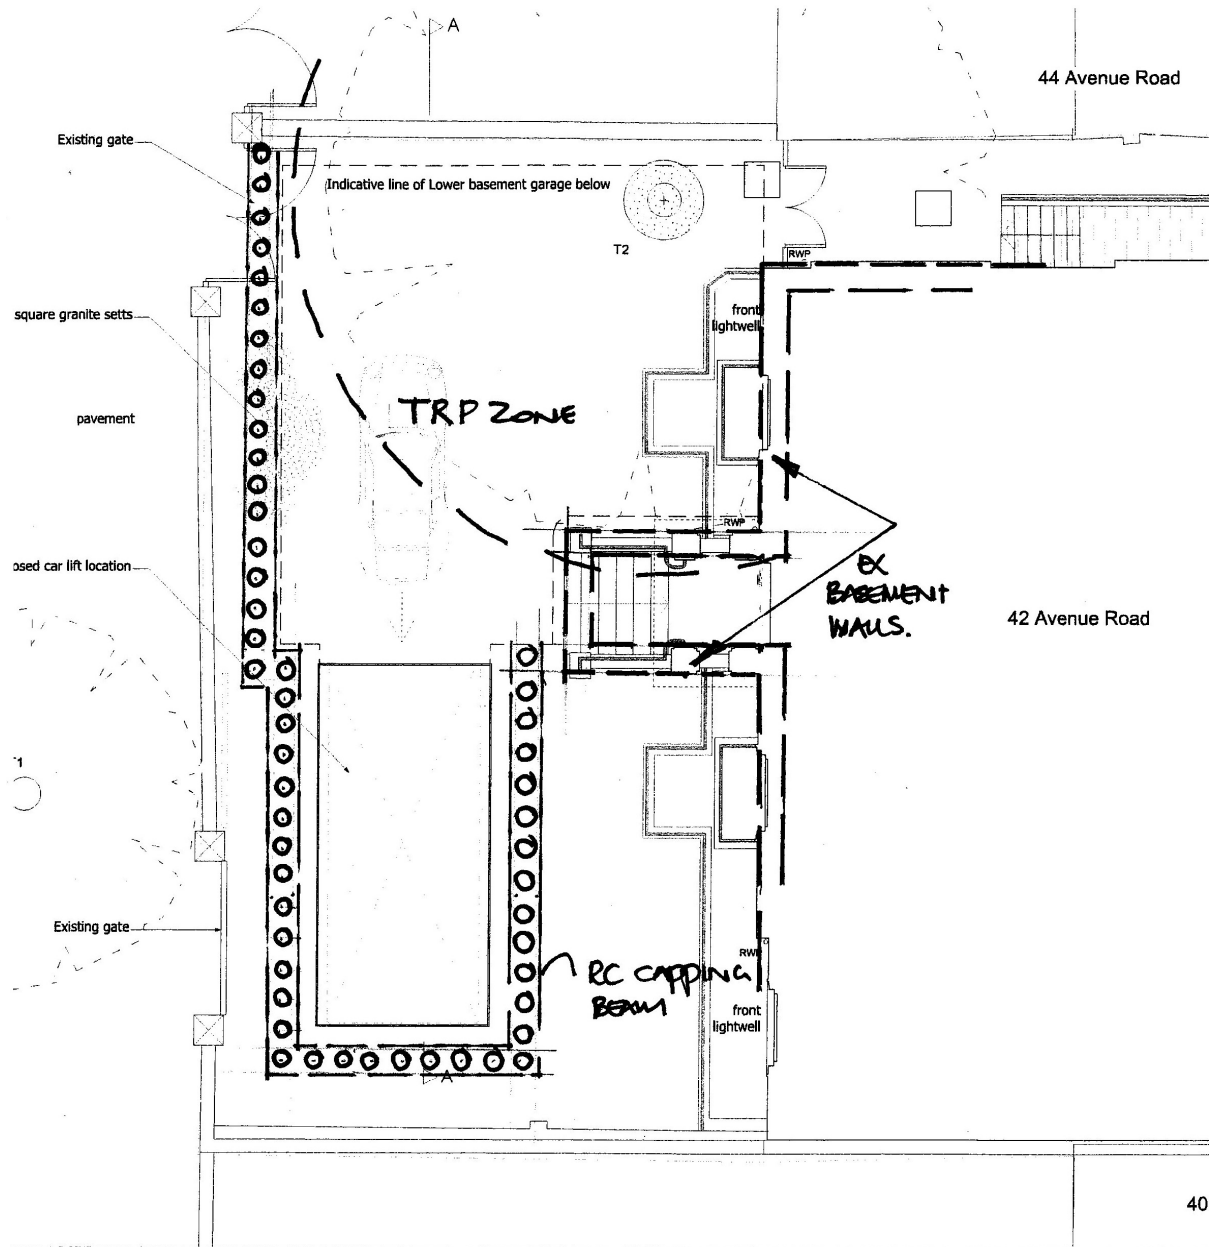 A
44 Avenue Road
Existing gate
Indicative line of Lower basement garage below
T2
RWP
front
lightwell
square granite setts
TRP ZONE
pavement
RWP
osed car lift location
EX
BASEMENT
WALLS.
42 Avenue Road
1
Existing gate
RW
RC CAPPING
BEAM
front
lightwell
A
40